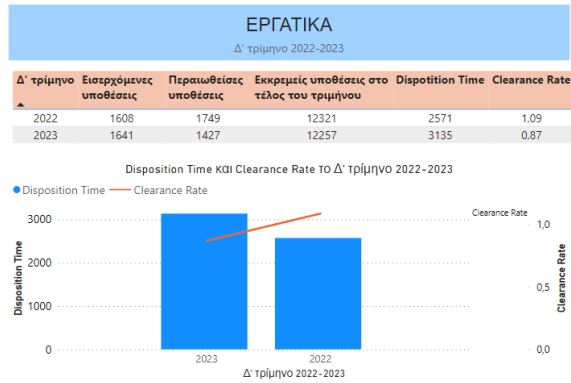 ΕΡΓΑΤΙΚΑ
Δ' τρίμηνο 2022-2023
Δ' τρίμηνο Εισερχόμενες υποθέσεις Περαιωθείσες υποθέσεις Εκκρεμείς υποθέσεις στο τέλος του τριμήνου Dispotition Time Clearance Rate
2022 1608 1749 12321 2571 1,09
2023 1641 1427 12257 3135 0,87
Disposition Time και Clearance Rate το Δ' τρίμηνο 2022-2023
Disposition Time Clearance Rate
Clearance Rate
3000
2000
1000
0
Disposition Time
1,0
0,5
0,0
Clearance Rate
2023 2022
Δ' τρίμηνο 2022-2023